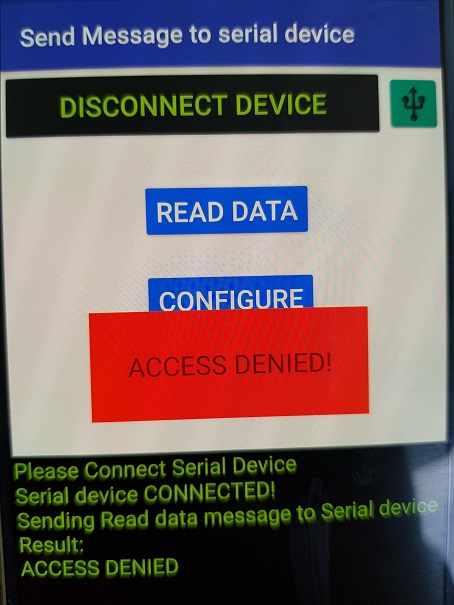 Send Message to serial device
DISCONNECT DEVICE
READ DATA
CONFIGURE
ACCESS DENIED!
Please Connect Serial Device
Serial device CONNECTED!
Sending Read data message to Serial device
Result:
ACCESS DENIED